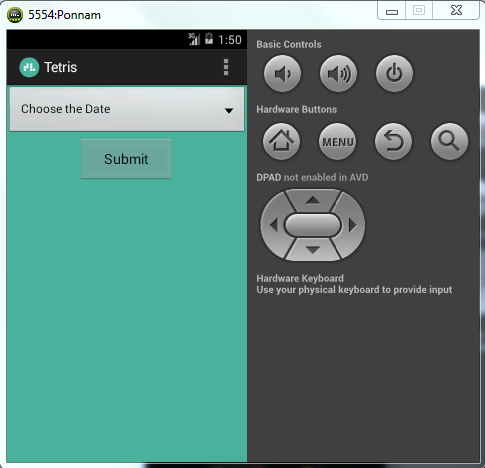 5554:Ponnam
3G 1:50
Tetris
Choose the Date
Submit
Basic Controls
Hardware Buttons
MENU
DPAD not enabled in AVD
Hardware Keyboard
Use your physical keyboard to provide input